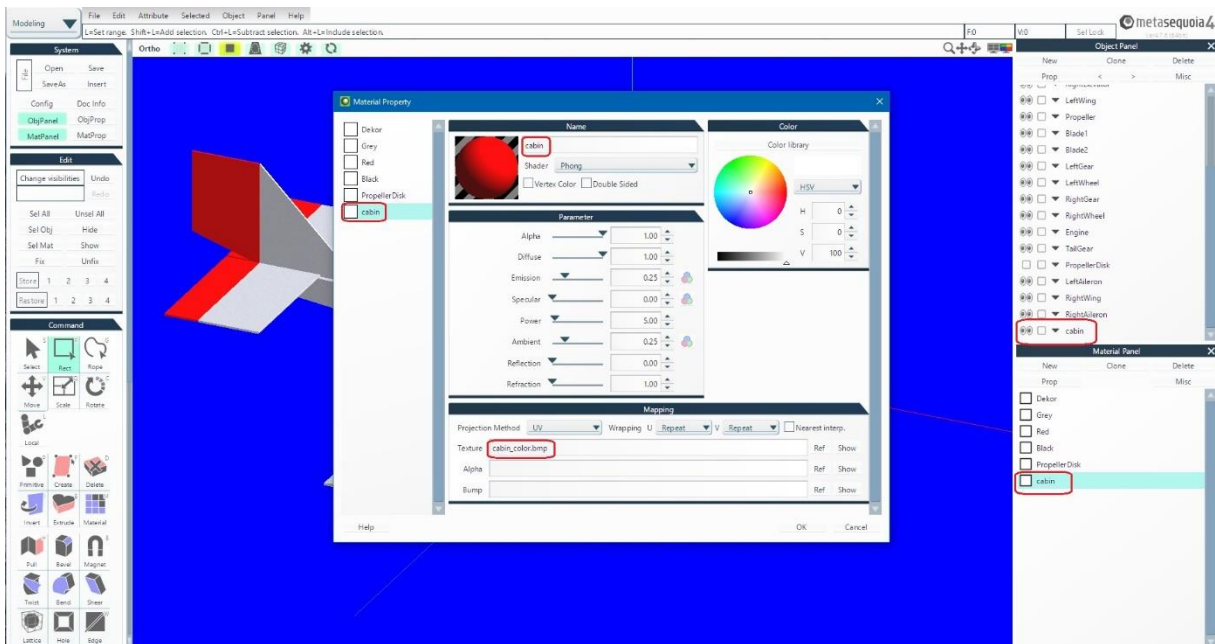 Modeling
File Edit Attribute Selected Object Panel Help
L=Set range. Shift+L=Add selection. Ctrl+L=Subtract selection. Alt+L=Include selection.
F:0
V:0
Sel Lock
metasequoia4
System
File
Open Save
SaveAs Insert
Config Doc Info
ObjPanel ObjProp
MatPanel MatProp
Edit
Change visibilities Undo
Redo
Sel All Unsel All
Sel Obj Hide
Sel Mat Show
Fix Unfix
Store 1 2 3 4
Restore 1 2 3 4
Command
Select Rect Rope
Move Scale Rotate
Local
Primitive Create Delete
Invert Extrude Material
Pull Bevel Magnet
Twist Bend Shear
Lattice Hole Edge
Ortho
Material Property
Dekor
Grey
Red
Black
PropellerDisk
cabin
Name
cabin
Shader Phong
Vertex Color Double Sided
Parameter
Alpha 1.00
Diffuse 1.00
Emission 0.25
Specular 0.00
Power 5.00
Ambient 0.25
Reflection 0.00
Refraction 1.00
Color
Color library
HSV
H 0
S 0
V 100
Mapping
Projection Method UV Wrapping U Repeat V Repeat Nearest interp.
Texture cabin_color.bmp Ref Show
Alpha Ref Show
Bump Ref Show
Help
OK Cancel
Object Panel
New Clone Delete
Prop < > Misc
RightElevator
LeftWing
Propeller
Blade1
Blade2
LeftGear
LeftWheel
RightGear
RightWheel
Engine
TailGear
PropellerDisk
LeftAileron
RightWing
RightAileron
cabin
Material Panel
New Clone Delete
Prop Misc
Dekor
Grey
Red
Black
PropellerDisk
cabin